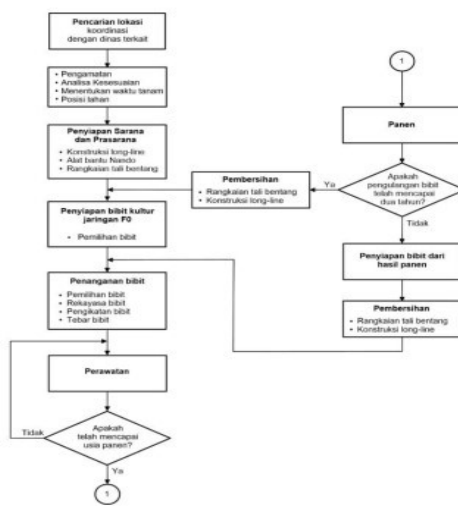 Pencarian lokasi
koordinasi
dengan dinas terkait
• Pengamatan
• Analisa Kesesuaian
• Menentukan waktu tanam
• Posisi lahan
Penyiapan Sarana
dan Prasarana
• Konstruksi long-line
• Alat bantu Nando
• Rangkaian tali bentang
Penyiapan bibit kultur
jaringan F0
• Pemilihan bibit
Penanganan bibit
• Pemilihan bibit
• Rekayasa bibit
• Pengikatan bibit
• Tebar bibit
Perawatan
Apakah
telah mencapai
usia panen?
Tidak
Ya
1
1
Panen
Apakah
pengulangan bibit
telah mencapai
dua tahun?
Ya
Tidak
Pembersihan
• Rangkaian tali bentang
• Konstruksi long-line
Penyiapan bibit dari
hasil panen
Pembersihan
• Rangkaian tali bentang
• Konstruksi long-line